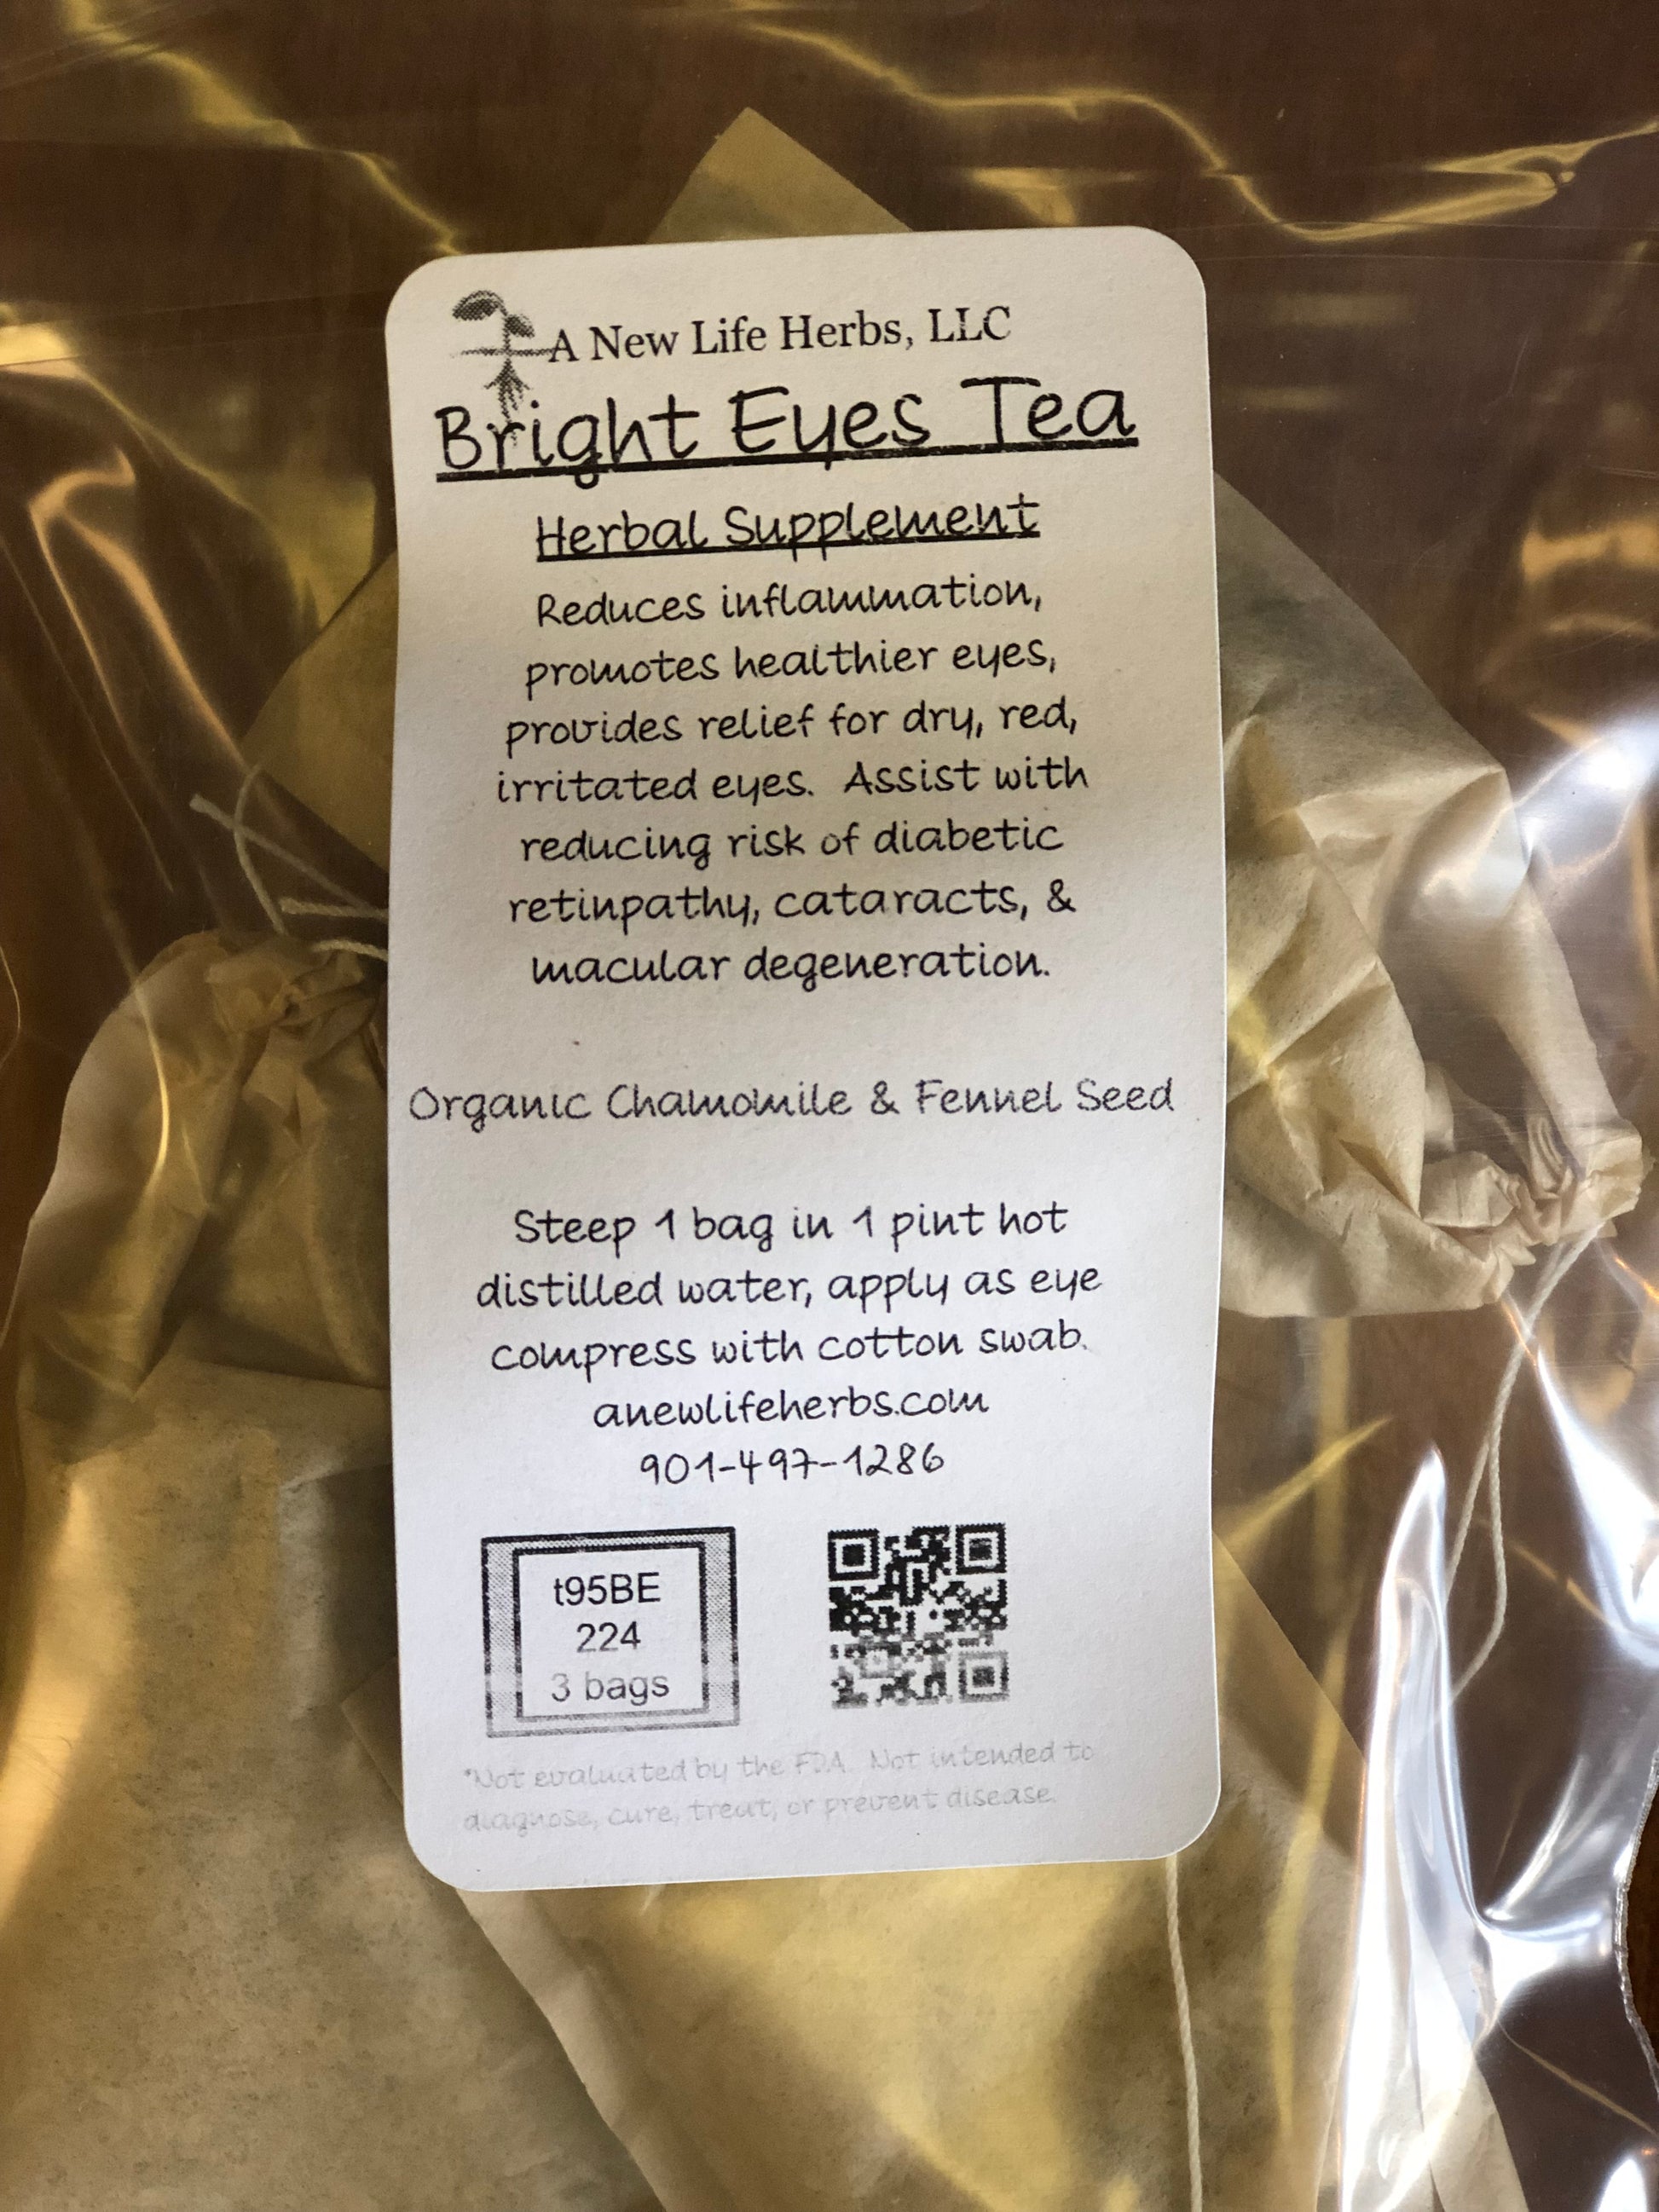 A New Life Herbs, LLC
Bright Eyes Tea
Herbal Supplement
Reduces inflammation,
promotes healthier eyes,
provides relief for dry, red,
irritated eyes. Assist with
reducing risk of diabetic
retinpathy, cataracts, &
macular degeneration.
Organic Chamomile & Fennel Seed
Steep 1 bag in 1 pint hot
distilled water, apply as eye
compress with cotton swab.
anewlifeherbs.com
901-497-1286
t95BE
224
3 bags
*Not evaluated by the FDA. Not intended to
diagnose, cure, treat, or prevent disease.